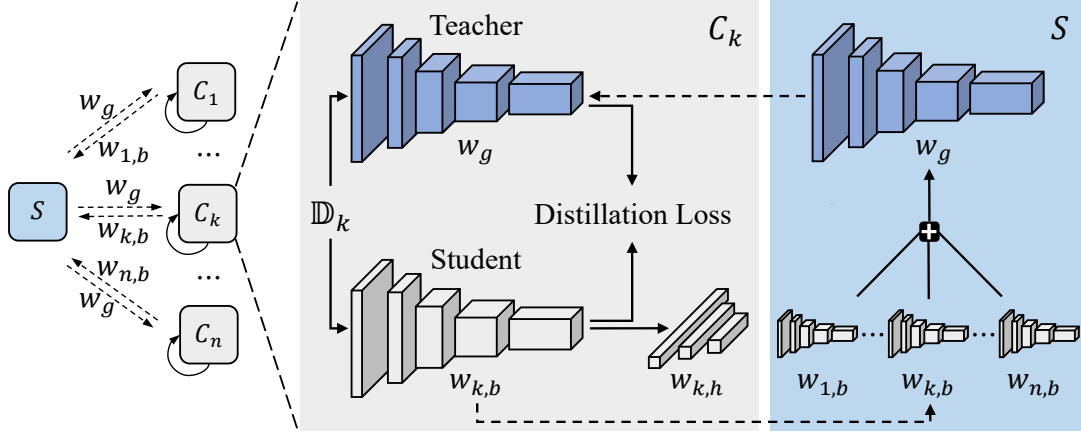 w_g
w_{1,b}
C_1
...
S
w_g
w_{k,b}
C_k
...
w_{n,b}
w_g
C_n
Teacher
C_k
w_g
𝔻_k
Distillation Loss
Student
w_{k,b}
w_{k,h}
S
w_g
+
... ...
w_{1,b} w_{k,b} w_{n,b}